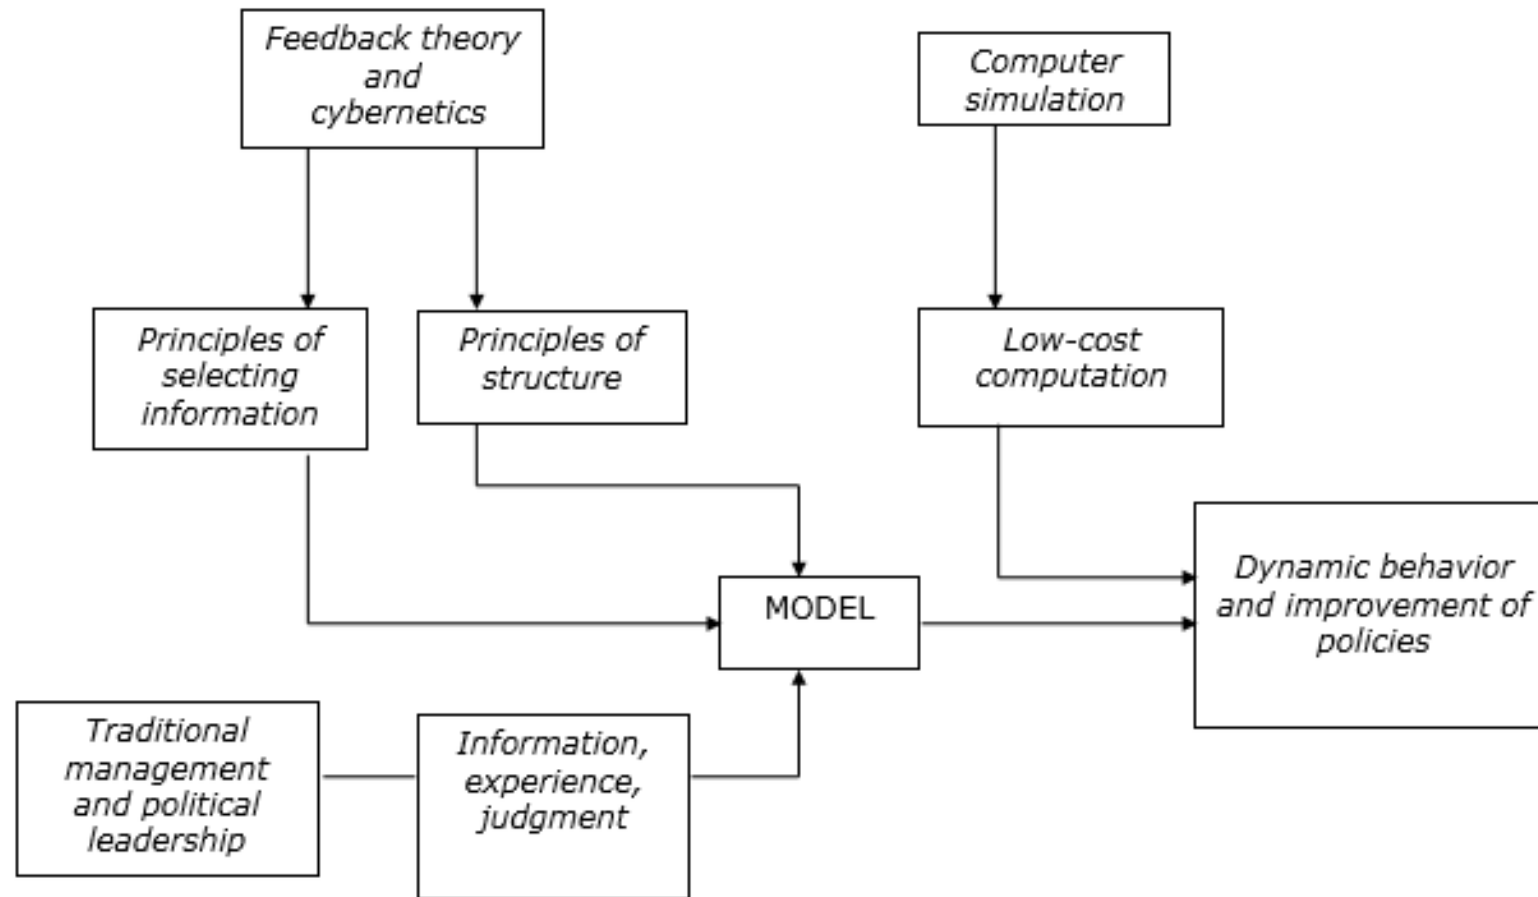 Feedback theory
and
cybernetics
Computer
simulation
Principles of
selecting
information
Principles of
structure
Low-cost
computation
Dynamic behavior
and improvement of
policies
MODEL
Traditional
management
and political
leadership
Information,
experience,
judgment